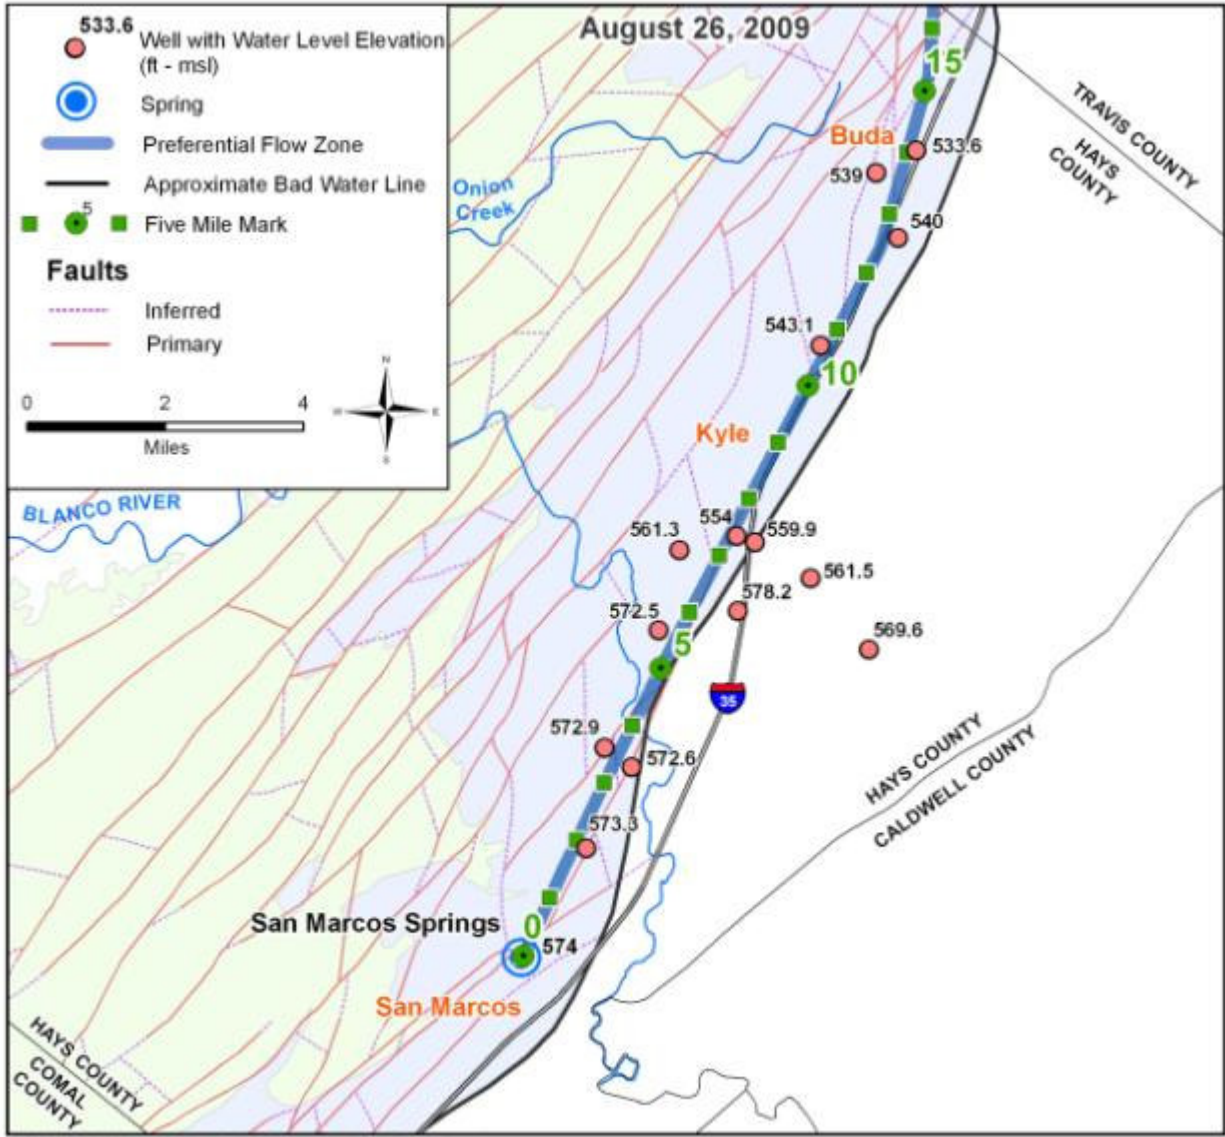 August 26, 2009
533.6
Well with Water Level Elevation
(ft - msl)
Spring
Preferential Flow Zone
Approximate Bad Water Line
5
Five Mile Mark
Faults
Inferred
Primary
N
W
E
S
0 2 4
Miles
15
TRAVIS COUNTY
HAYS
COUNTY
Buda
533.6
539
Onion
Creek
540
543.1
10
Kyle
BLANCO RIVER
554
561.3
559.9
561.5
578.2
572.5
569.6
5
35
572.9
572.6
HAYS COUNTY
CALDWELL COUNTY
573.3
San Marcos Springs
0
574
San Marcos
HAYS COUNTY
COMAL
COUNTY